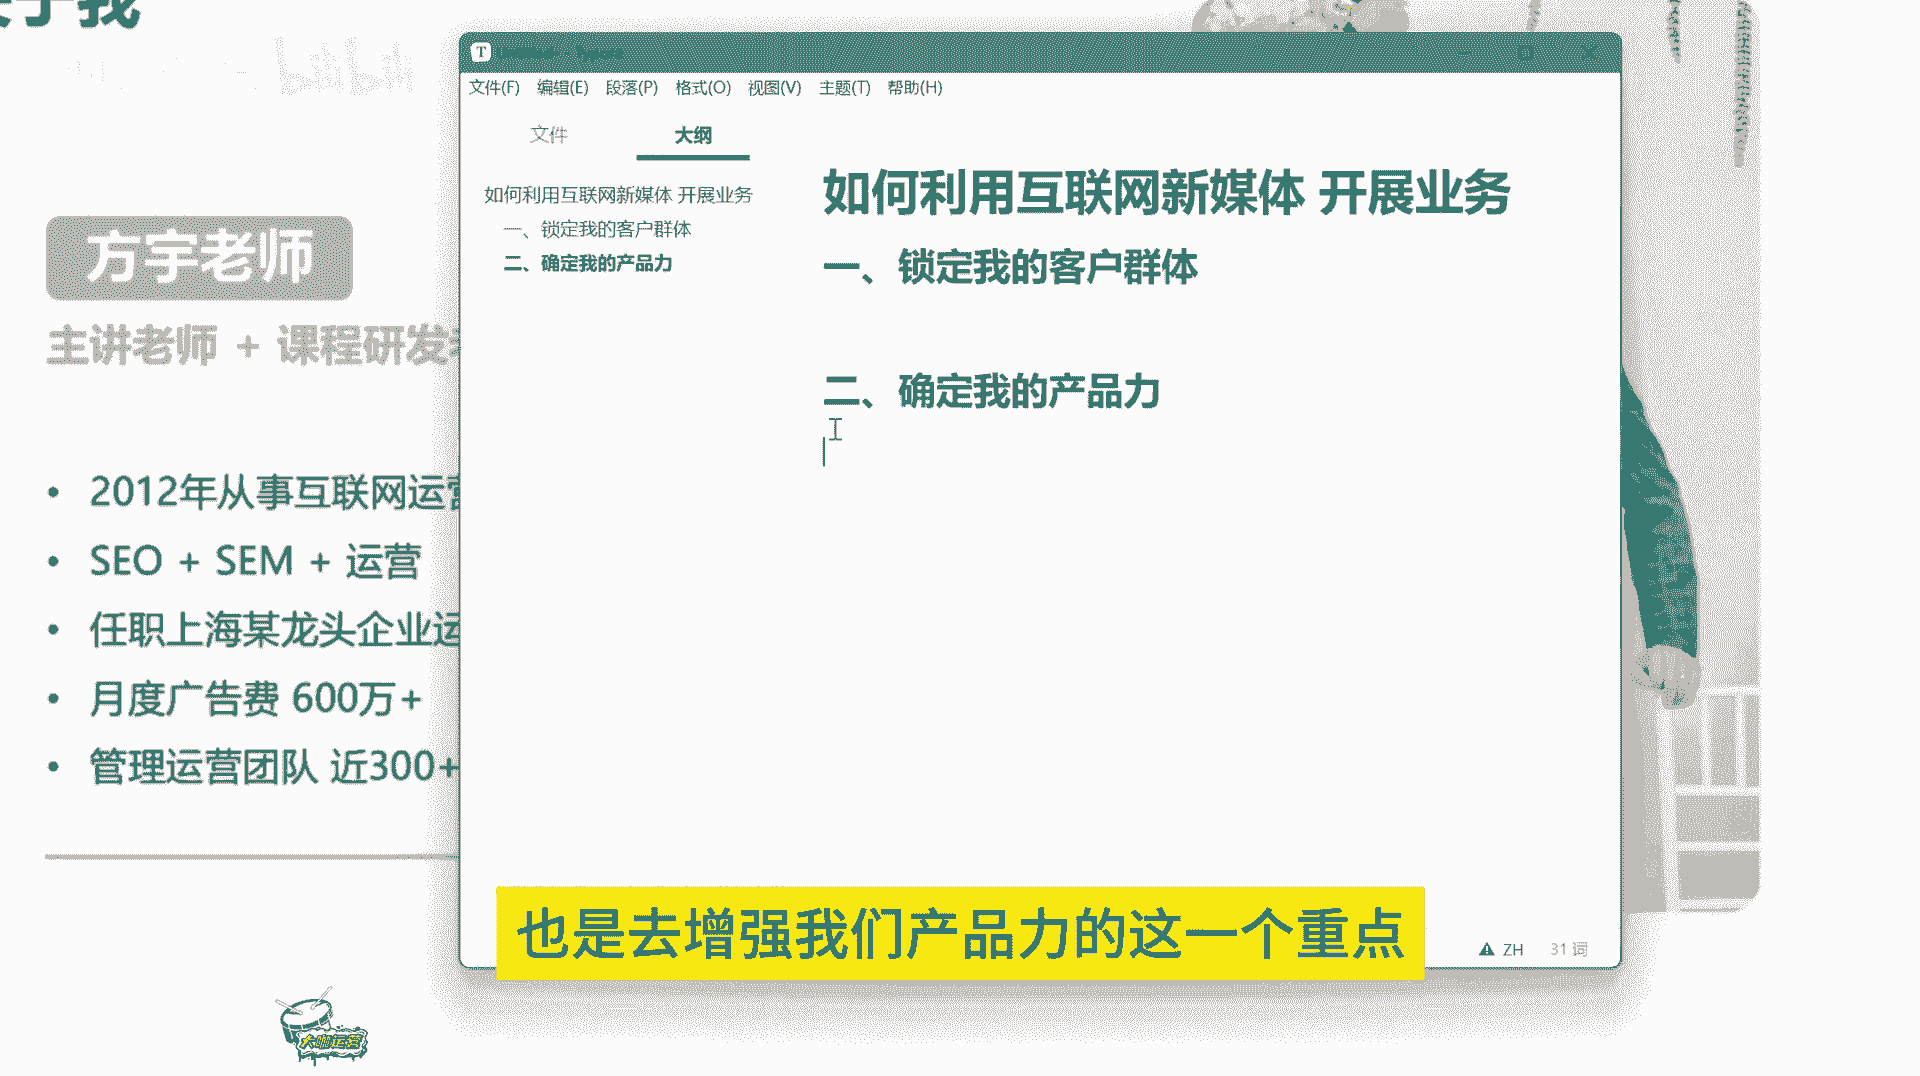 关于我
bilibili
方宇老师
主讲老师 + 课程研发
2012年从事互联网运营
SEO + SEM + 运营
任职上海某龙头企业运
月度广告费 600万+
管理运营团队 近300+
大鹏运营
T
文件(F) 编辑(E) 段落(P) 格式(O) 视图(V) 主题(T) 帮助(H)
文件 大纲
如何利用互联网新媒体 开展业务
一、锁定我的客户群体
二、确定我的产品力
如何利用互联网新媒体 开展业务
一、锁定我的客户群体
二、确定我的产品力
也是去增强我们产品力的这一个重点
ZH 31 词